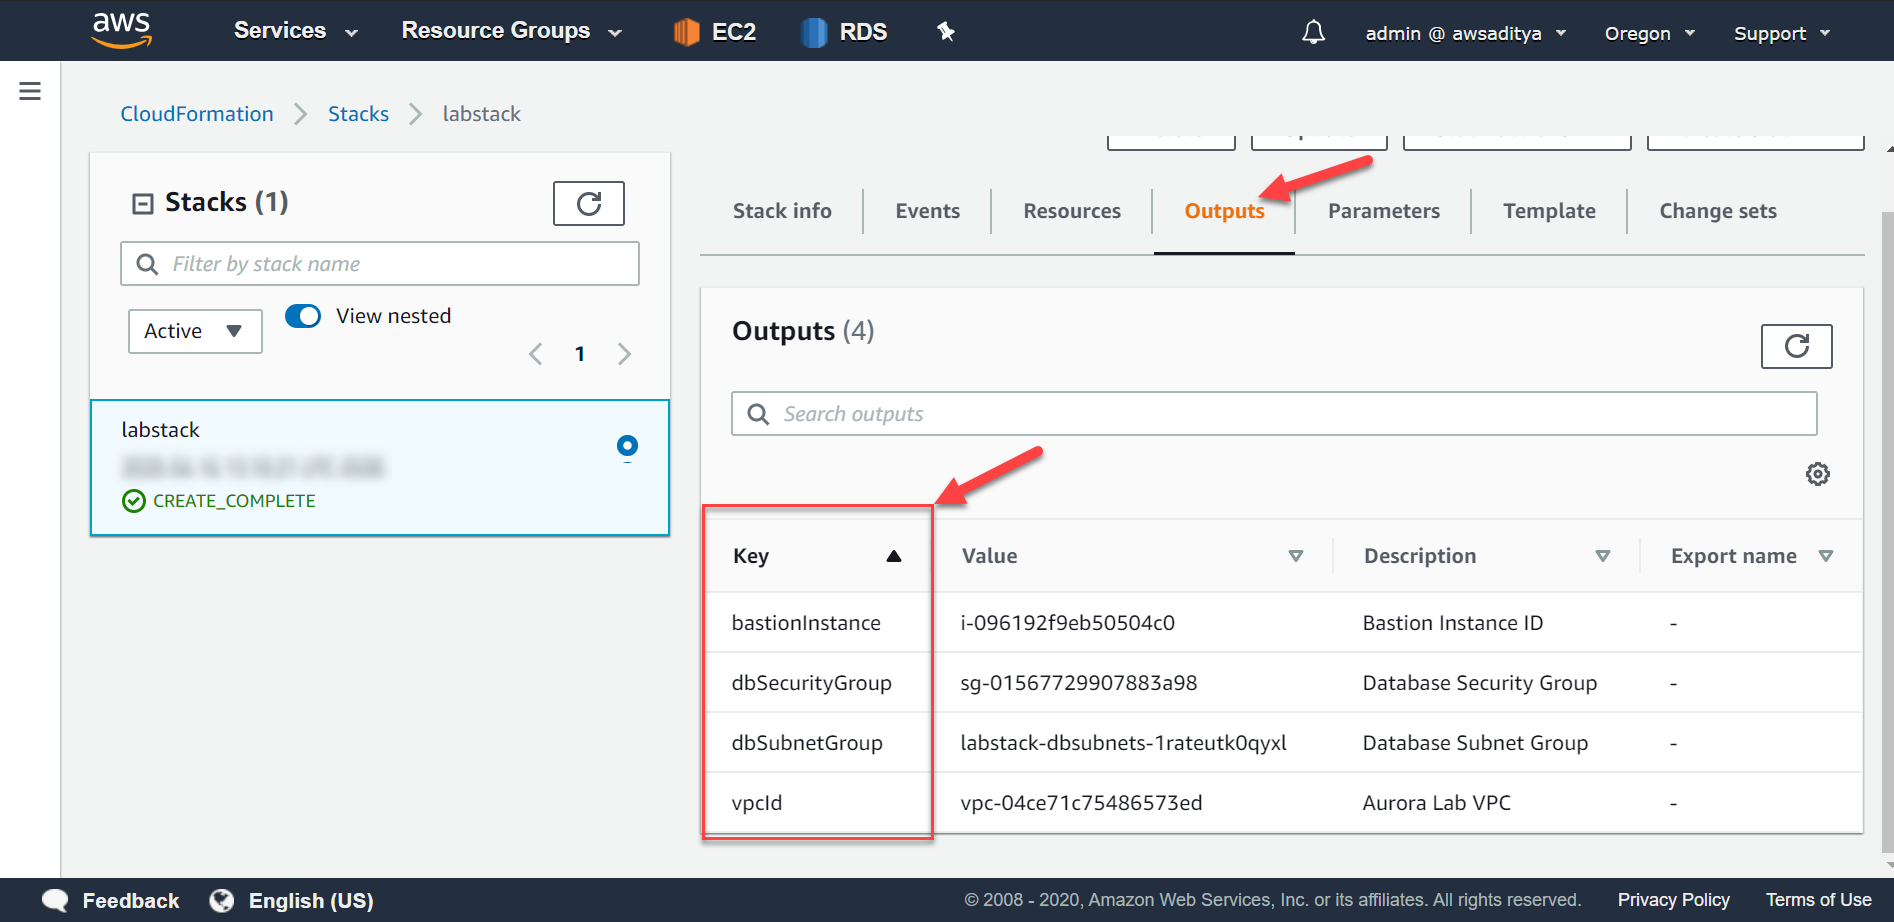 aws
Services
Resource Groups
EC2
RDS
admin @ awsaditya
Oregon
Support
CloudFormation
Stacks
labstack
Stacks (1)
Filter by stack name
Active
View nested
1
labstack
CREATE_COMPLETE
Stack info
Events
Resources
Outputs
Parameters
Template
Change sets
Outputs (4)
Search outputs
Key Value Description Export name
bastionInstance i-096192f9eb50504c0 Bastion Instance ID -
dbSecurityGroup sg-01567729907883a98 Database Security Group -
dbSubnetGroup labstack-dbsubnets-1rateutk0qyxl Database Subnet Group -
vpcId vpc-04ce71c75486573ed Aurora Lab VPC -
Feedback
English (US)
© 2008 - 2020, Amazon Web Services, Inc. or its affiliates. All rights reserved.
Privacy Policy
Terms of Use